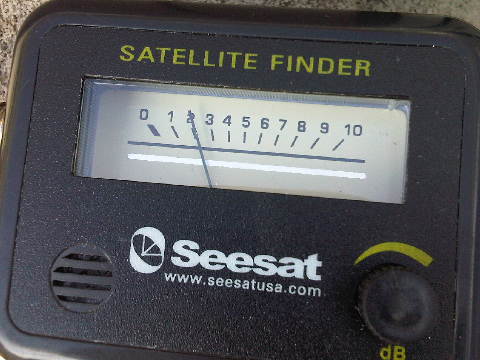 SATELLITE FINDER
0 1 2 3 4 5 6 7 8 9 10
Seesat
www.seesatusa.com
dB